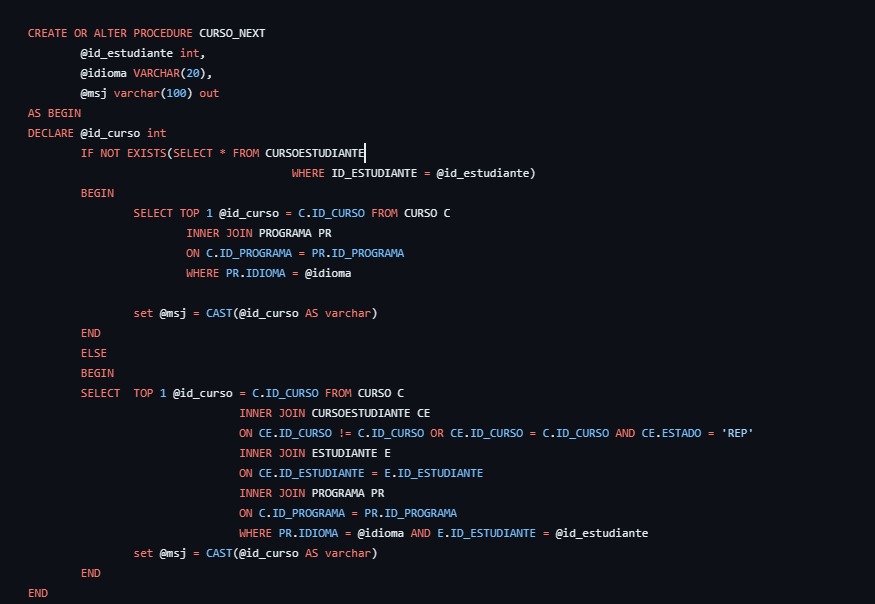 CREATE OR ALTER PROCEDURE CURSO_NEXT
@id_estudiante int,
@idioma VARCHAR(20),
@msj varchar(100) out
AS BEGIN
DECLARE @id_curso int
IF NOT EXISTS(SELECT * FROM CURSOESTUDIANTE
WHERE ID_ESTUDIANTE = @id_estudiante)
BEGIN
SELECT TOP 1 @id_curso = C.ID_CURSO FROM CURSO C
INNER JOIN PROGRAMA PR
ON C.ID_PROGRAMA = PR.ID_PROGRAMA
WHERE PR.IDIOMA = @idioma
set @msj = CAST(@id_curso AS varchar)
END
ELSE
BEGIN
SELECT  TOP 1 @id_curso = C.ID_CURSO FROM CURSO C
INNER JOIN CURSOESTUDIANTE CE
ON CE.ID_CURSO != C.ID_CURSO OR CE.ID_CURSO = C.ID_CURSO AND CE.ESTADO = 'REP'
INNER JOIN ESTUDIANTE E
ON CE.ID_ESTUDIANTE = E.ID_ESTUDIANTE
INNER JOIN PROGRAMA PR
ON C.ID_PROGRAMA = PR.ID_PROGRAMA
WHERE PR.IDIOMA = @idioma AND E.ID_ESTUDIANTE = @id_estudiante
set @msj = CAST(@id_curso AS varchar)
END
END